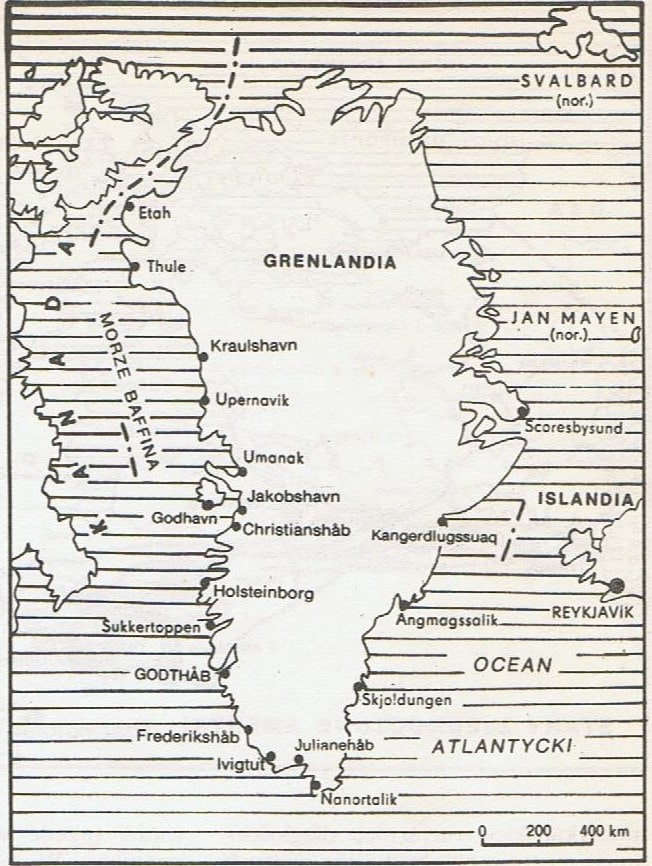 SVALBARD
(nor.)
Etah
Thule
GRENLANDIA
KANADA
MORZE BAFFINA
JAN MAYEN
(nor.)
Kraulshavn
Upernavik
Scoresbysund
Umanak
Jakobshavn
Godhavn
Christianshåb
ISLANDIA
Kangerdlugssuaq
Holsteinborg
Angmagssalik
REYKJAVÍK
Sukkertoppen
OCEAN
GODTHÅB
Skjoldungen
Frederikshåb
Julianehåb
ATLANTYCKI
Ivigtut
Nanortalik
0 200 400 km